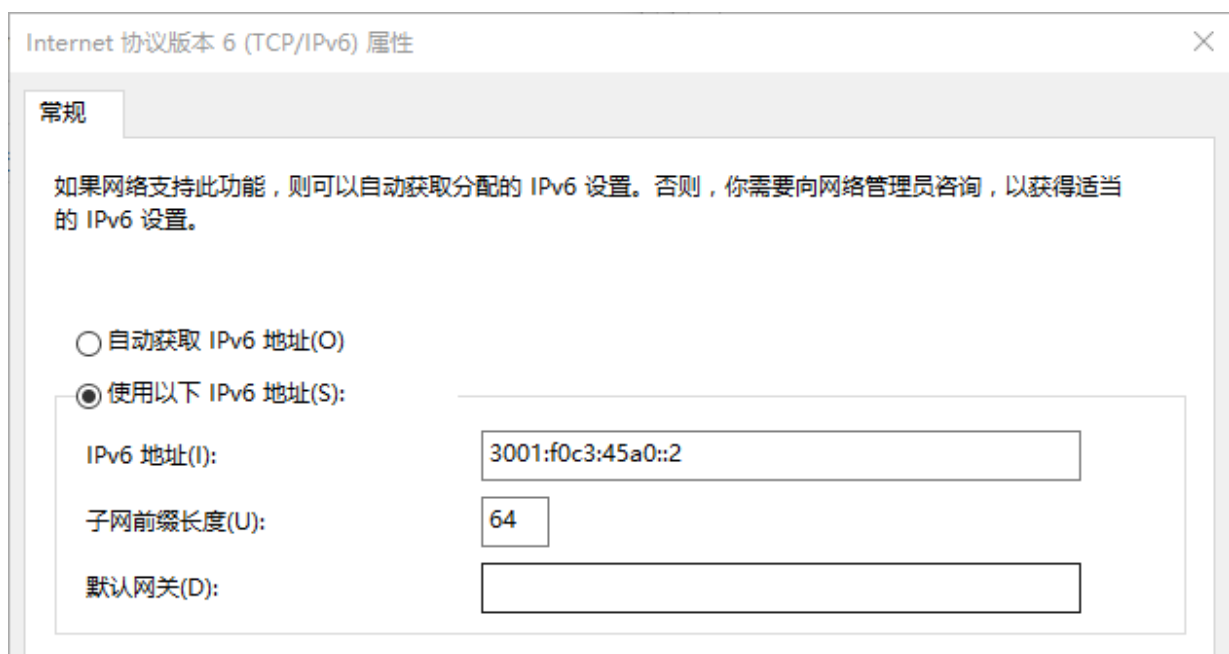 Internet 协议版本 6 (TCP/IPv6) 属性
常规
如果网络支持此功能，则可以自动获取分配的 IPv6 设置。否则，你需要向网络管理员咨询，以获得适当
的 IPv6 设置。
自动获取 IPv6 地址(O)
使用以下 IPv6 地址(S):
IPv6 地址(I):
3001:f0c3:45a0::2
子网前缀长度(U):
64
默认网关(D):